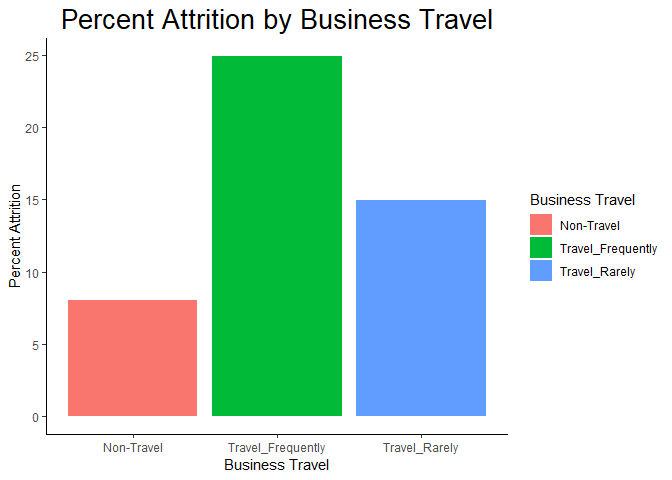 Percent Attrition by Business Travel
25
20
15
10
5
0
Percent Attrition
Non-Travel
Travel_Frequently
Travel_Rarely
Business Travel
Business Travel
Non-Travel
Travel_Frequently
Travel_Rarely